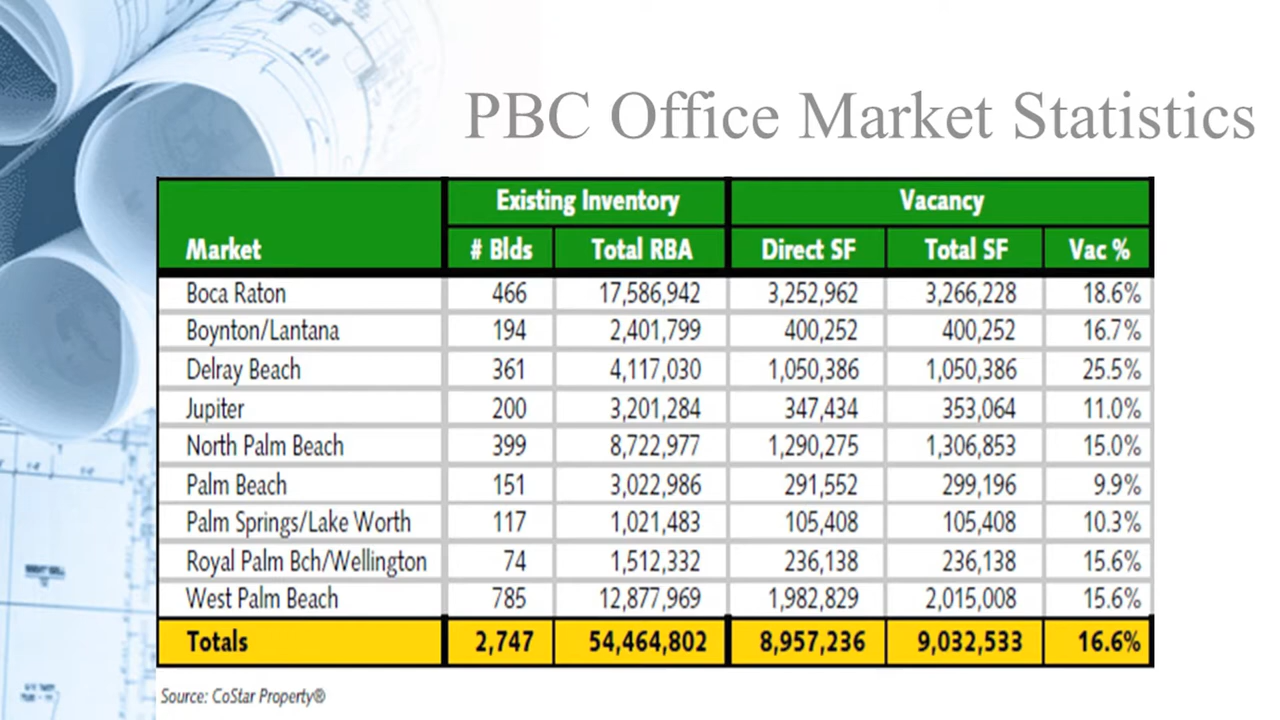 PBC Office Market Statistics
Existing Inventory Vacancy
Market # Blds Total RBA Direct SF Total SF Vac %
Boca Raton 466 17,586,942 3,252,962 3,266,228 18.6%
Boynton/Lantana 194 2,401,799 400,252 400,252 16.7%
Delray Beach 361 4,117,030 1,050,386 1,050,386 25.5%
Jupiter 200 3,201,284 347,434 353,064 11.0%
North Palm Beach 399 8,722,977 1,290,275 1,306,853 15.0%
Palm Beach 151 3,022,986 291,552 299,196 9.9%
Palm Springs/Lake Worth 117 1,021,483 105,408 105,408 10.3%
Royal Palm Bch/Wellington 74 1,512,332 236,138 236,138 15.6%
West Palm Beach 785 12,877,969 1,982,829 2,015,008 15.6%
Totals 2,747 54,464,802 8,957,236 9,032,533 16.6%
Source: CoStar Property®